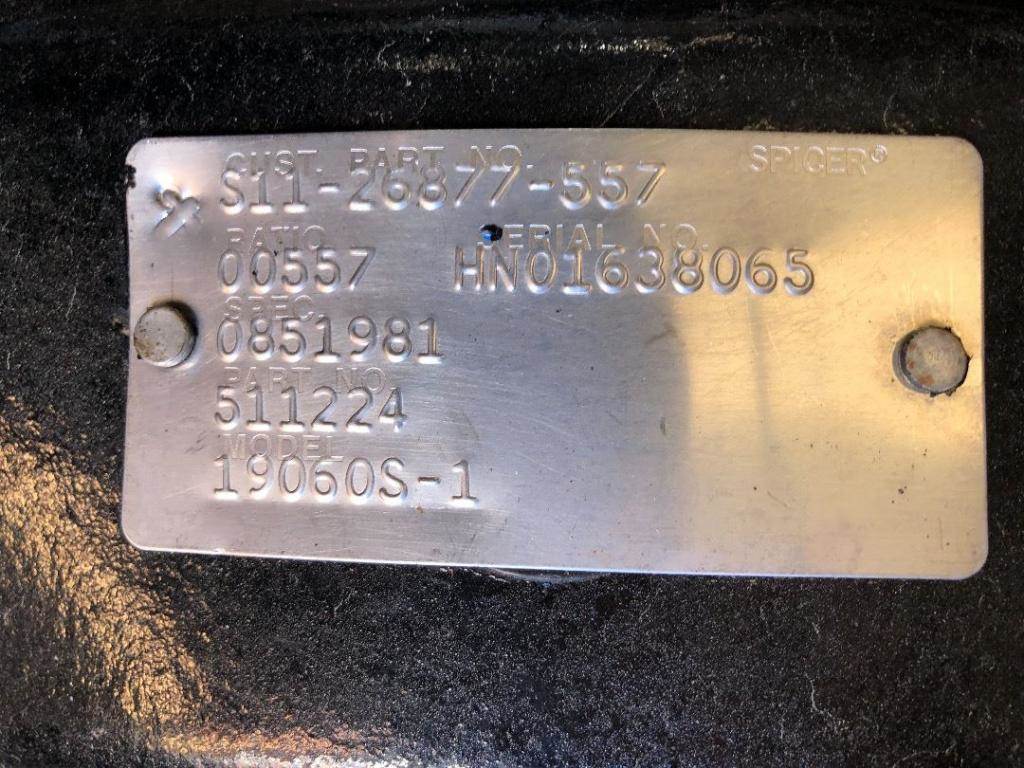 CUST. PART NO. SPICER®
S11-26877-557
RATIO SERIAL NO.
00557 HN01638065
SPEC.
0851981
PART NO.
511224
MODEL
19060S-1